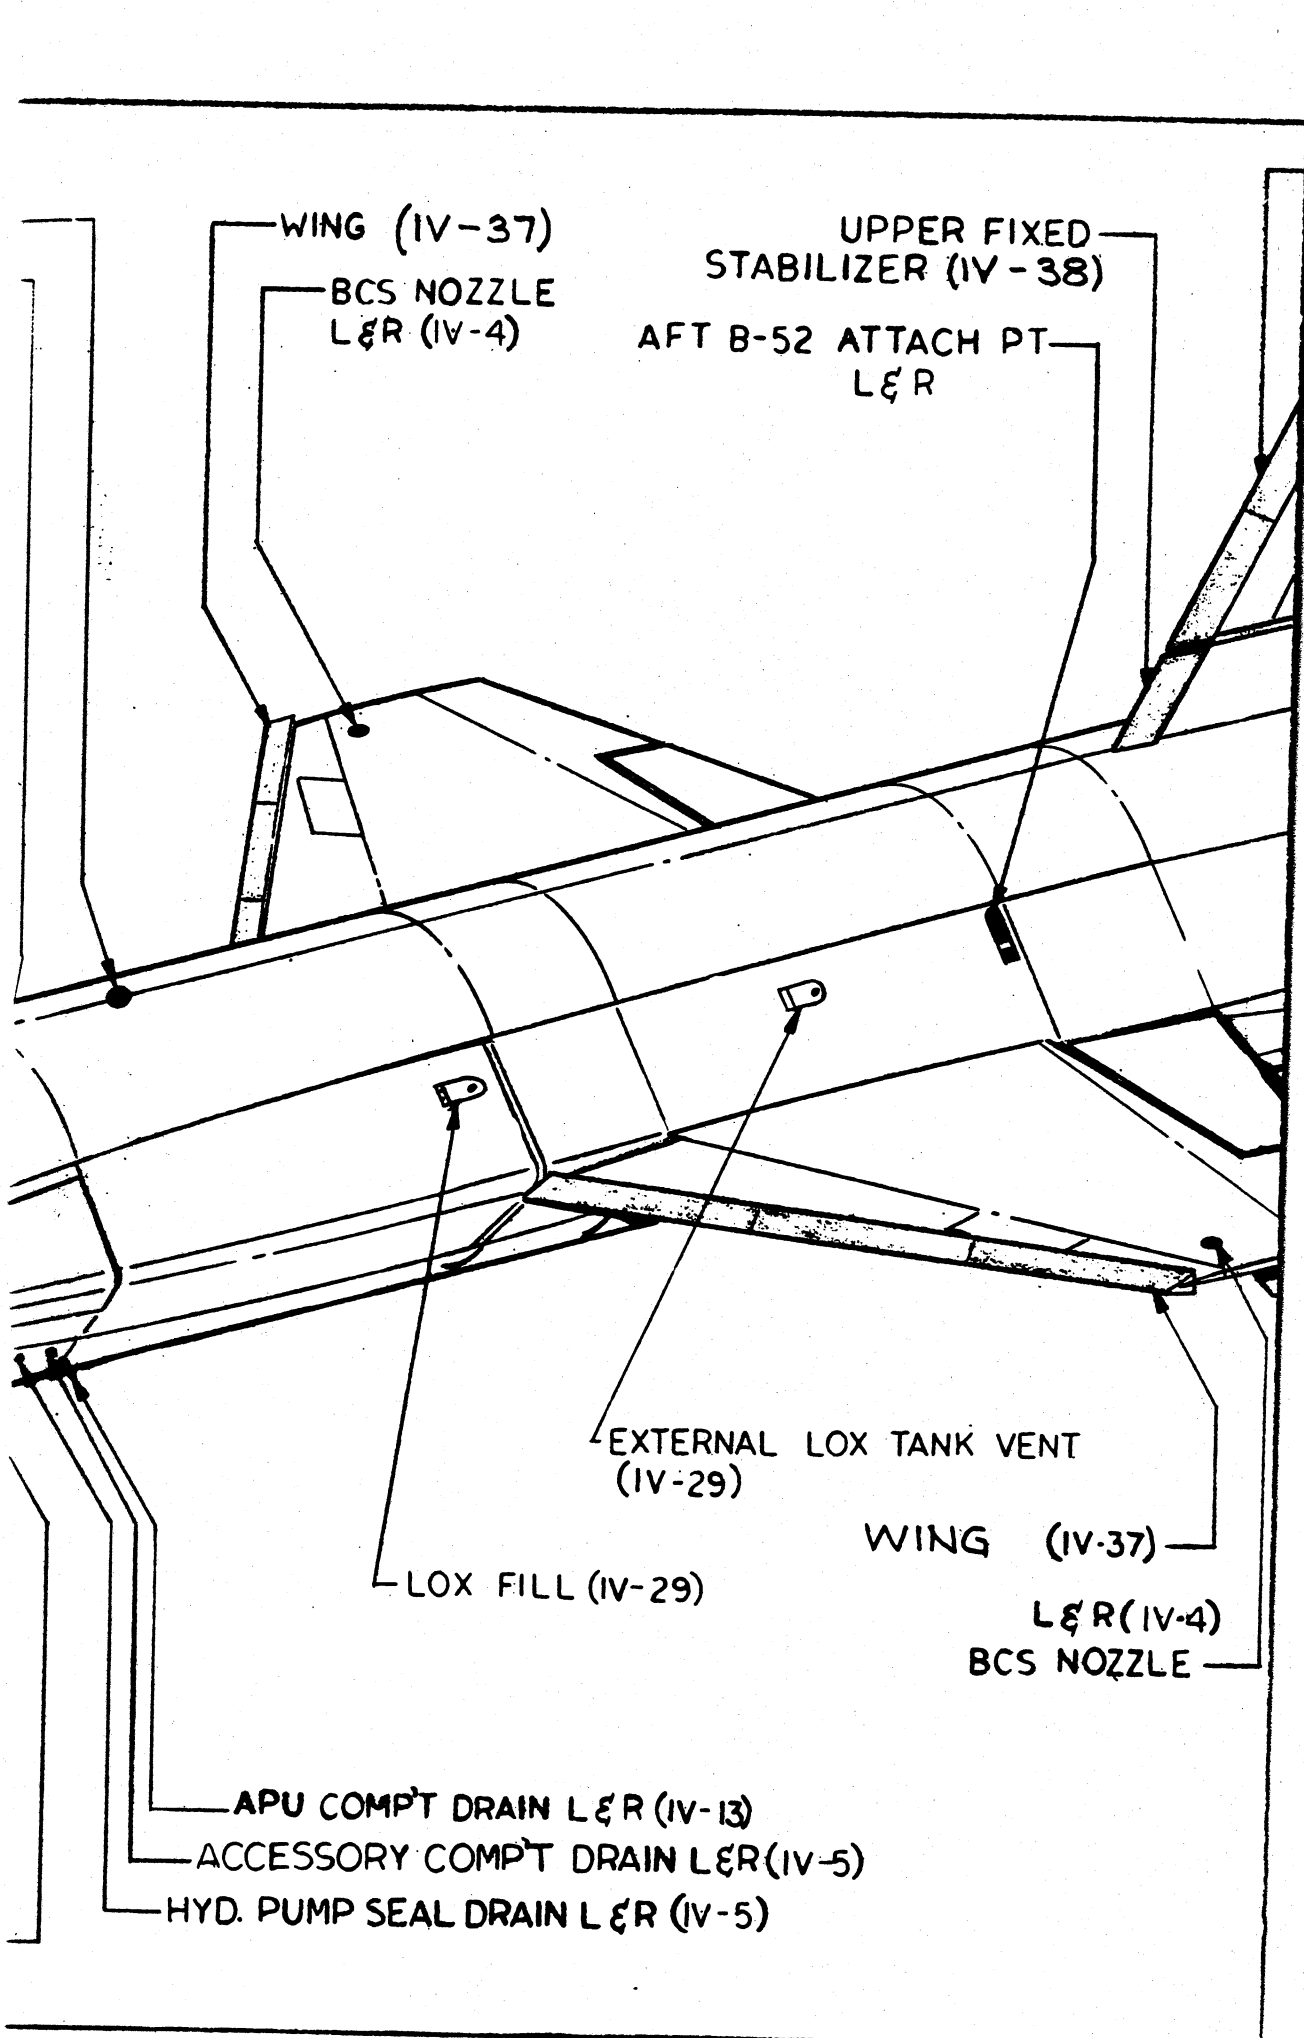 WING (IV-37)
BCS NOZZLE
L&R (IV-4)
UPPER FIXED
STABILIZER (IV-38)
AFT B-52 ATTACH PT
L&R
EXTERNAL LOX TANK VENT
(IV-29)
WING (IV-37)
LOX FILL (IV-29)
L&R (IV-4)
BCS NOZZLE
APU COMP'T DRAIN L&R (IV-13)
ACCESSORY COMP'T DRAIN L&R (IV-5)
HYD. PUMP SEAL DRAIN L&R (IV-5)